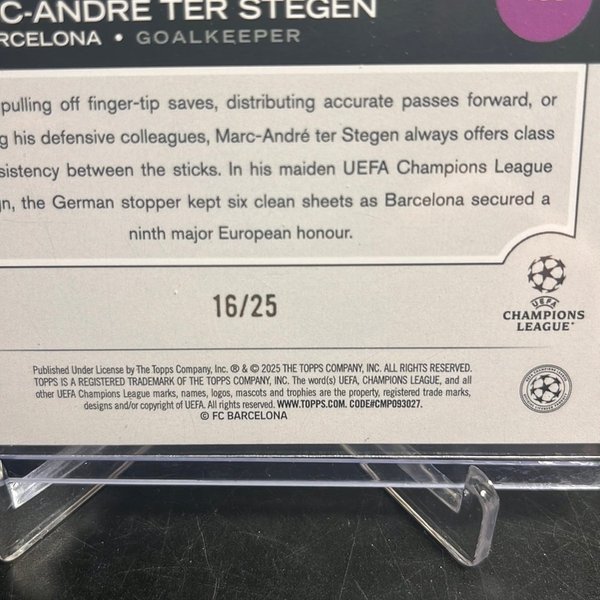 C-ANDRÉ TER STEGEN
RCELONA • GOALKEEPER
pulling off finger-tip saves, distributing accurate passes forward, or
g his defensive colleagues, Marc-André ter Stegen always offers class
sistency between the sticks. In his maiden UEFA Champions League
n, the German stopper kept six clean sheets as Barcelona secured a
ninth major European honour.
16/25
UEFA
CHAMPIONS
LEAGUE
Published Under License by The Topps Company, Inc. ® & © 2025 THE TOPPS COMPANY, INC. ALL RIGHTS RESERVED.
TOPPS IS A REGISTERED TRADEMARK OF THE TOPPS COMPANY, INC. The word(s) UEFA, CHAMPIONS LEAGUE, and all
other UEFA Champions League marks, names, logos, mascots and trophies are the property, registered trade marks,
designs and/or copyright of UEFA. All rights reserved. WWW.TOPPS.COM. CODE#CMP093027.
© FC BARCELONA